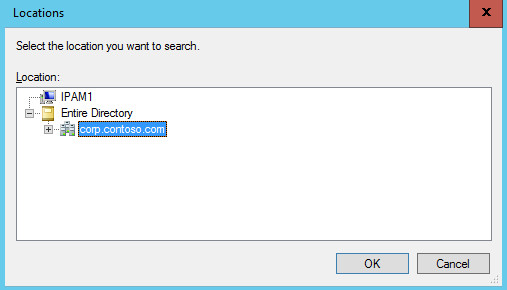 Locations
Select the location you want to search.
Location:
IPAM1
Entire Directory
corp.contoso.com
OK
Cancel